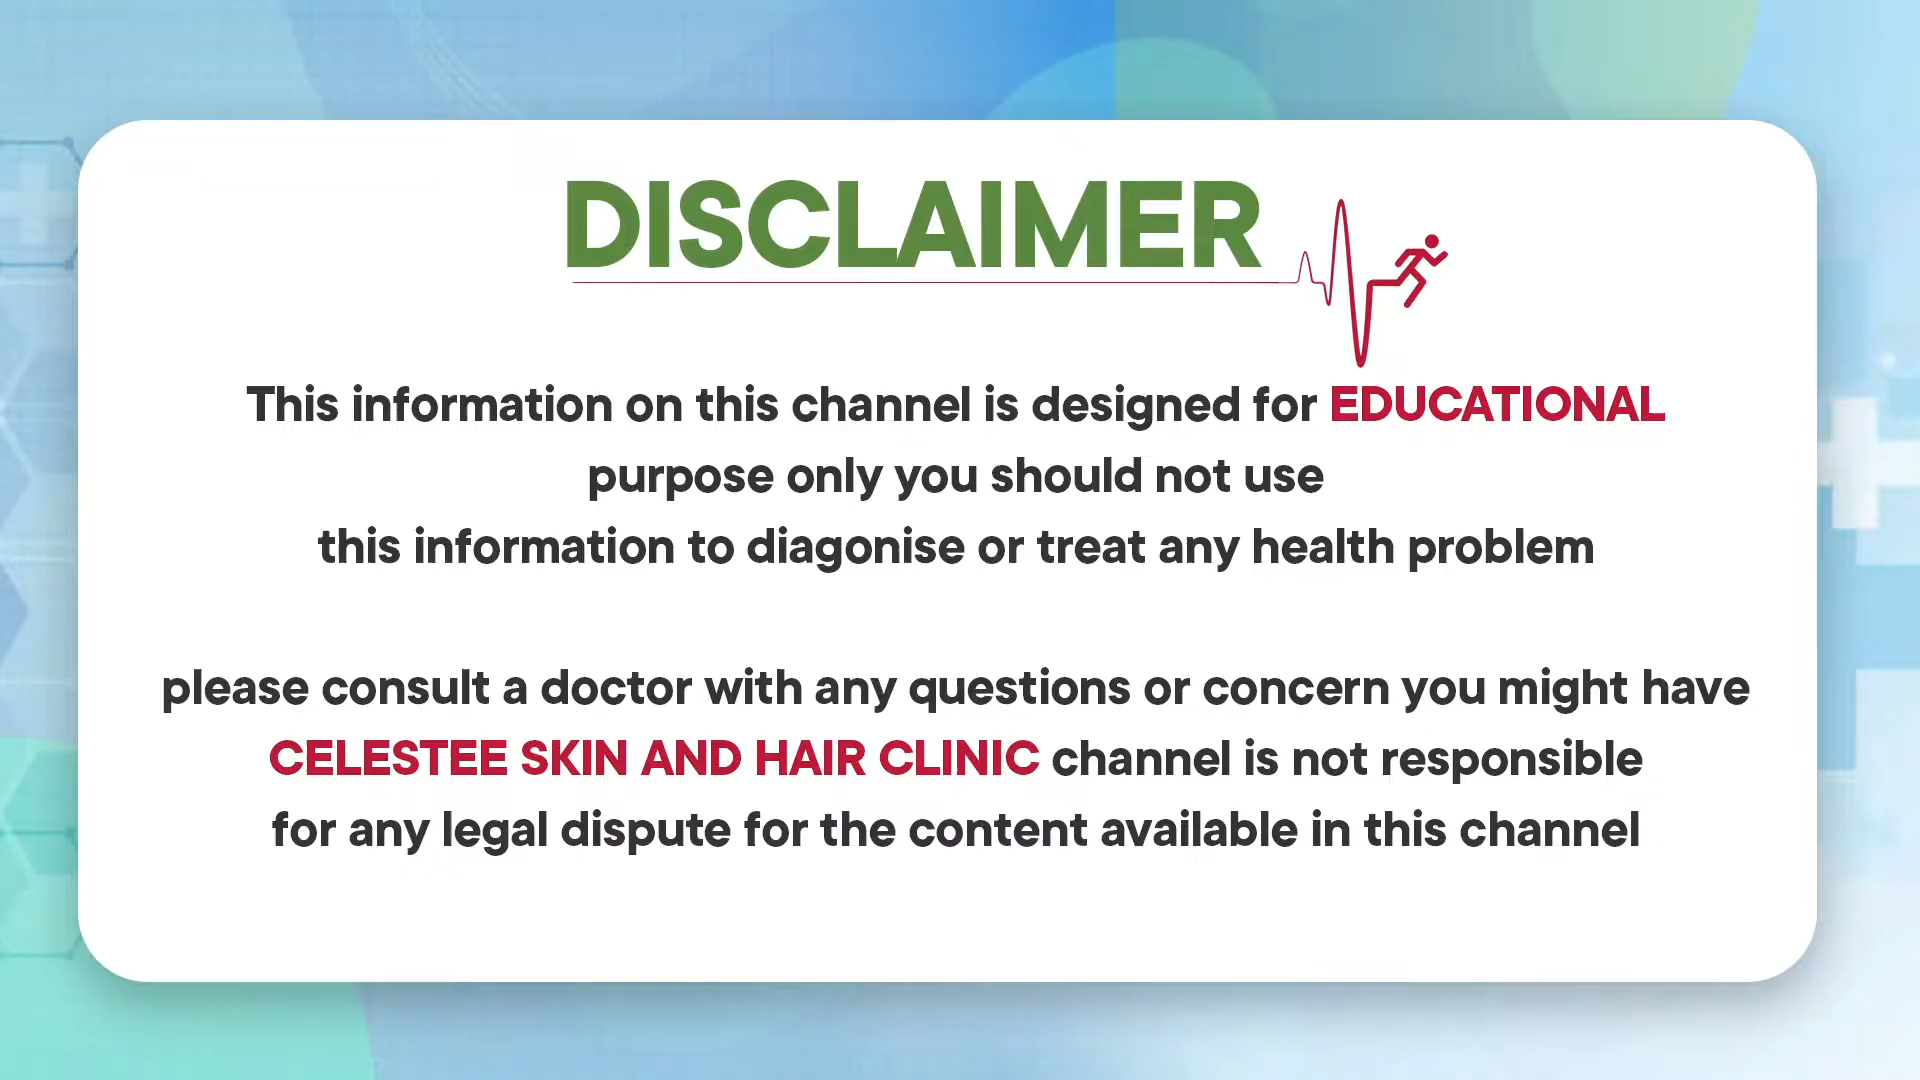 DISCLAIMER
This information on this channel is designed for EDUCATIONAL
purpose only you should not use
this information to diagonise or treat any health problem
please consult a doctor with any questions or concern you might have
CELESTEE SKIN AND HAIR CLINIC channel is not responsible
for any legal dispute for the content available in this channel